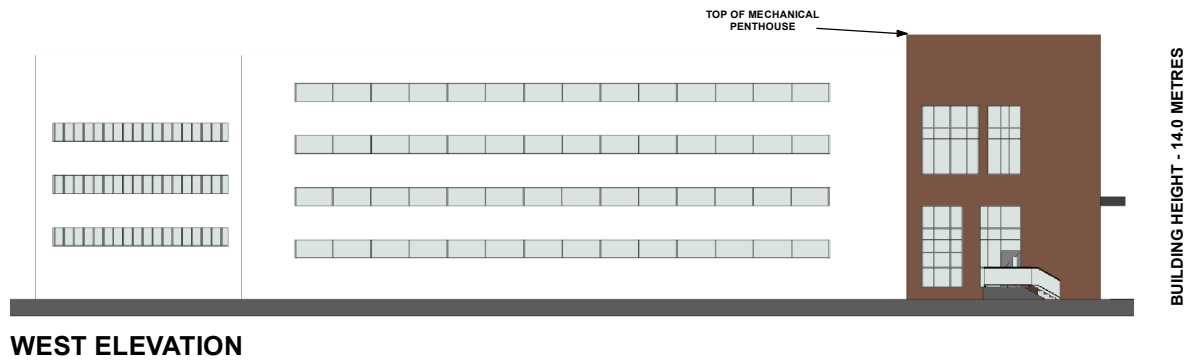 TOP OF MECHANICAL
PENTHOUSE
BUILDING HEIGHT - 14.0 METRES
WEST ELEVATION